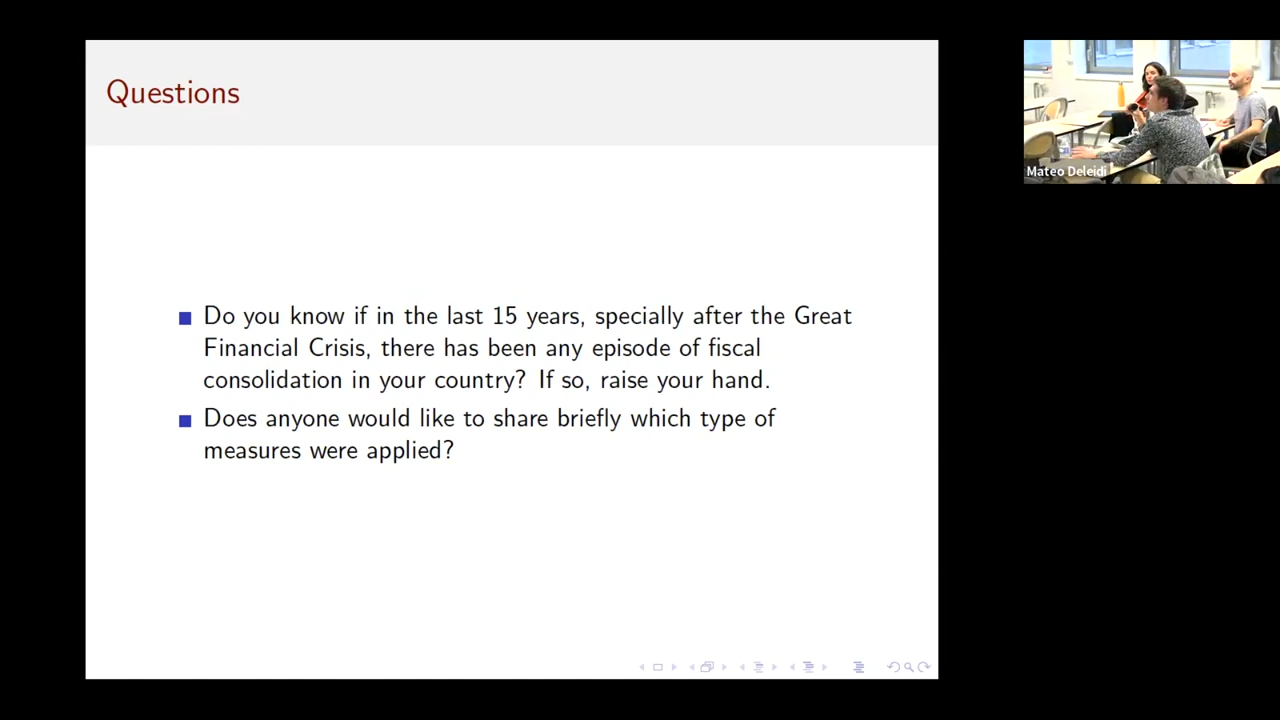 Questions
Do you know if in the last 15 years, specially after the Great
Financial Crisis, there has been any episode of fiscal
consolidation in your country? If so, raise your hand.
Does anyone would like to share briefly which type of
measures were applied?
Mateo Deleidi